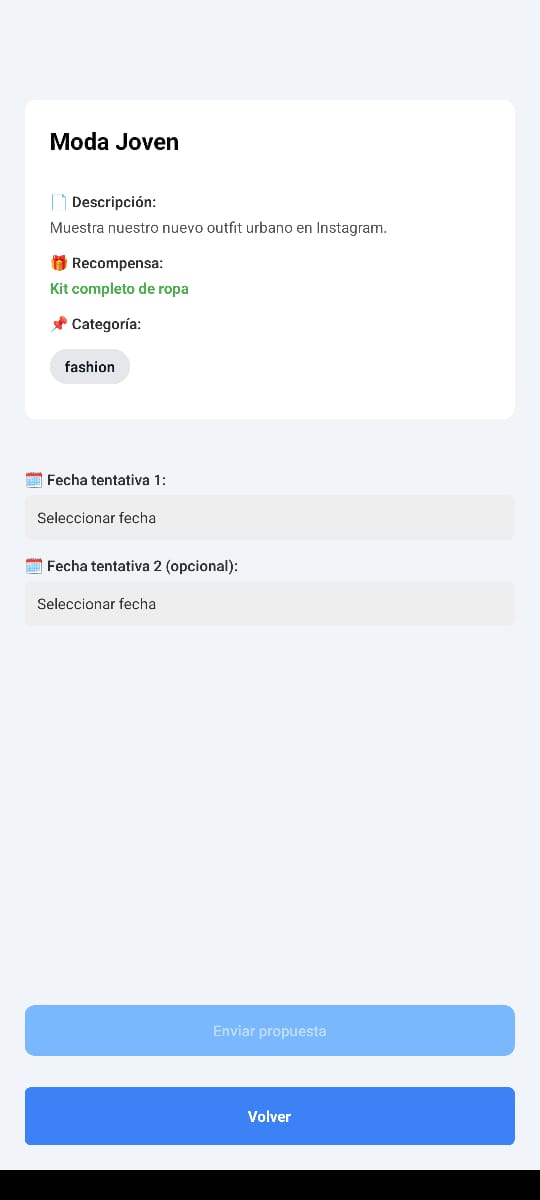 Moda Joven
📄 Descripción:
Muestra nuestro nuevo outfit urbano en Instagram.
🎁 Recompensa:
Kit completo de ropa
📌 Categoría:
fashion
🗓️ Fecha tentativa 1:
Seleccionar fecha
🗓️ Fecha tentativa 2 (opcional):
Seleccionar fecha
Enviar propuesta
Volver